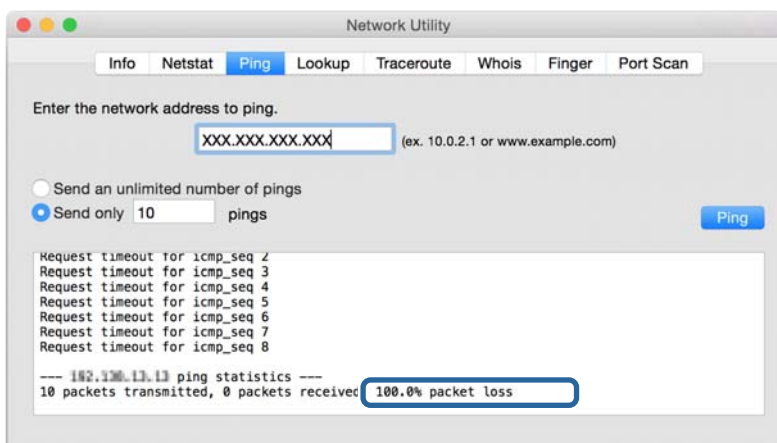 Network Utility
Info Netstat Ping Lookup Traceroute Whois Finger Port Scan
Enter the network address to ping.
XXX.XXX.XXX.XXX (ex. 10.0.2.1 or www.example.com)
Send an unlimited number of pings
Send only 10 pings
Ping
Request timeout for icmp_seq 2
Request timeout for icmp_seq 3
Request timeout for icmp_seq 4
Request timeout for icmp_seq 5
Request timeout for icmp_seq 6
Request timeout for icmp_seq 7
Request timeout for icmp_seq 8
--- ping statistics ---
10 packets transmitted, 0 packets received 100.0% packet loss